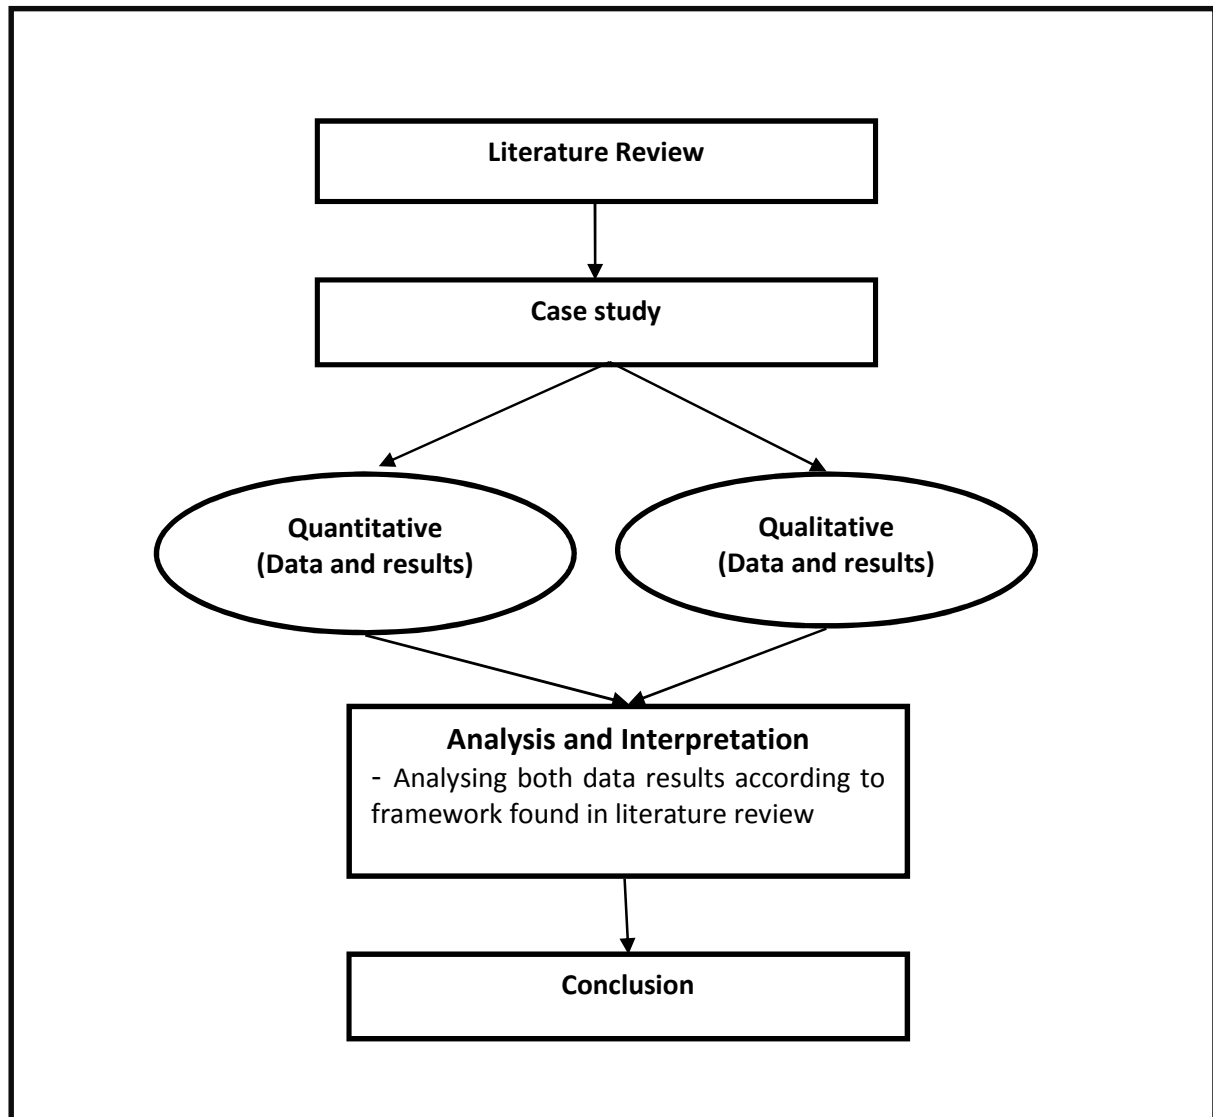 Literature Review
Case study
Quantitative
(Data and results)
Qualitative
(Data and results)
Analysis and Interpretation
- Analysing both data results according to
framework found in literature review
Conclusion